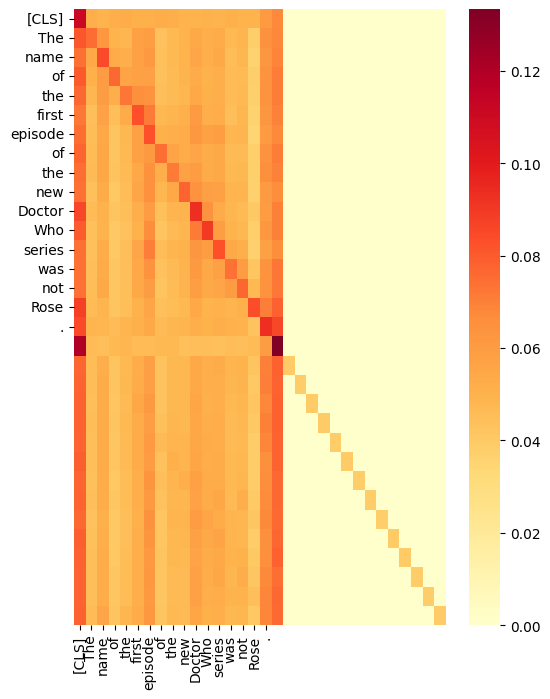 [CLS]
The
name
of
the
first
episode
of
the
new
Doctor
Who
series
was
not
Rose
.
0.12
0.10
0.08
0.06
0.04
0.02
0.00
[CLS]
The
name
of
the
first
episode
of
the
new
Doctor
Who
series
was
not
Rose
.